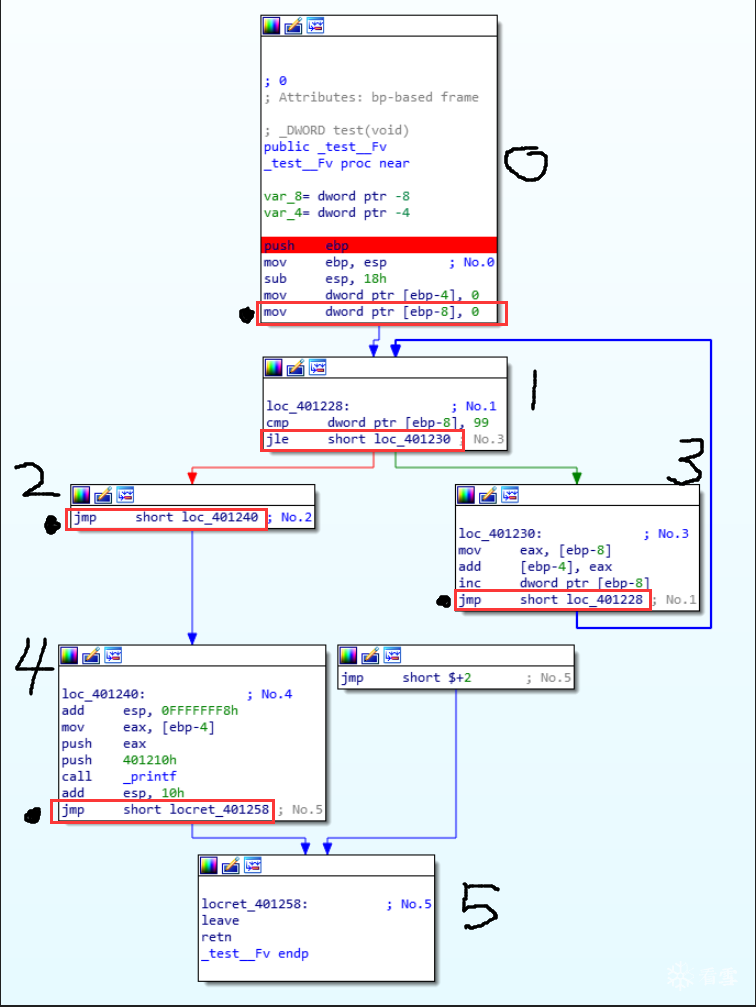 ; 0
; Attributes: bp-based frame
; _DWORD test(void)
public _test__Fv
_test__Fv proc near
0
var_8= dword ptr -8
var_4= dword ptr -4
push    ebp
mov     ebp, esp        ; No.0
sub     esp, 18h
mov     dword ptr [ebp-4], 0
mov     dword ptr [ebp-8], 0
1
loc_401228:             ; No.1
cmp     dword ptr [ebp-8], 99
jle     short loc_401230 ; No.3
2
jmp     short loc_401240 ; No.2
3
loc_401230:             ; No.3
mov     eax, [ebp-8]
add     [ebp-4], eax
inc     dword ptr [ebp-8]
jmp     short loc_401228 ; No.1
4
loc_401240:             ; No.4
add     esp, 0FFFFFFF8h
mov     eax, [ebp-4]
push    eax
push    401210h
call    _printf
add     esp, 10h
jmp     short locret_401258 ; No.5
jmp     short $+2       ; No.5
5
locret_401258:          ; No.5
leave
retn
_test__Fv endp